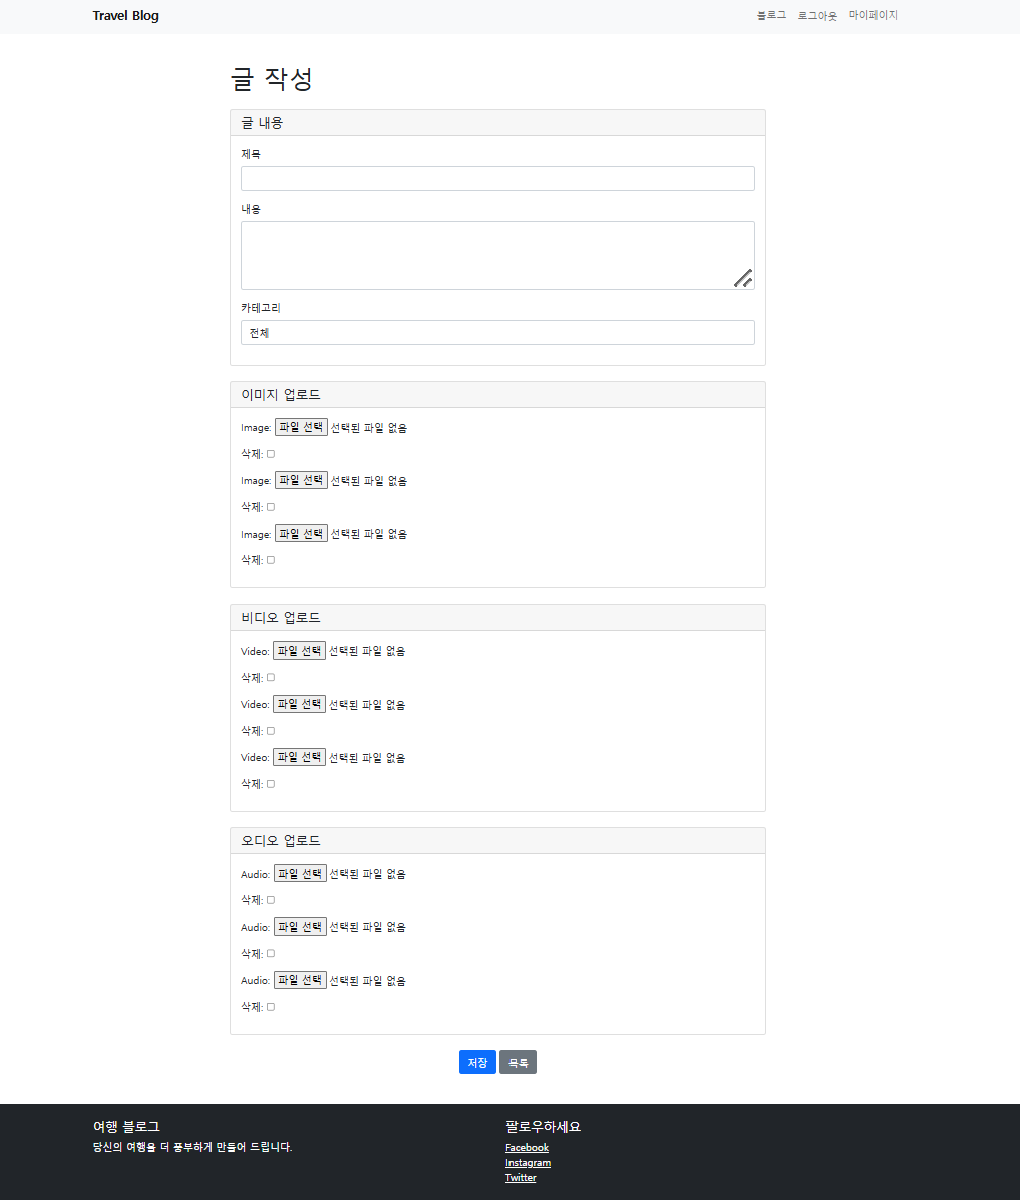 Travel Blog 블로그 로그아웃 마이페이지
글 작성
글 내용
제목
내용
카테고리
전체
이미지 업로드
Image: 파일 선택 선택된 파일 없음
삭제:
Image: 파일 선택 선택된 파일 없음
삭제:
Image: 파일 선택 선택된 파일 없음
삭제:
비디오 업로드
Video: 파일 선택 선택된 파일 없음
삭제:
Video: 파일 선택 선택된 파일 없음
삭제:
Video: 파일 선택 선택된 파일 없음
삭제:
오디오 업로드
Audio: 파일 선택 선택된 파일 없음
삭제:
Audio: 파일 선택 선택된 파일 없음
삭제:
Audio: 파일 선택 선택된 파일 없음
삭제:
저장 목록
여행 블로그
당신의 여행을 더 풍부하게 만들어 드립니다.
팔로우하세요
Facebook
Instagram
Twitter